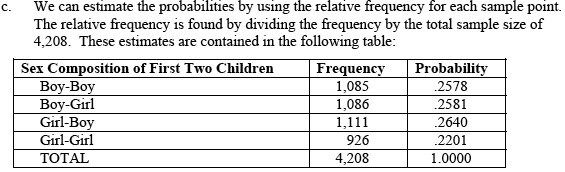 c. We can estimate the probabilities by using the relative frequency for each sample point.
The relative frequency is found by dividing the frequency by the total sample size of
4,208. These estimates are contained in the following table:
Sex Composition of First Two Children Frequency Probability
Boy-Boy 1,085 .2578
Boy-Girl 1,086 .2581
Girl-Boy 1,111 .2640
Girl-Girl 926 .2201
TOTAL 4,208 1.0000